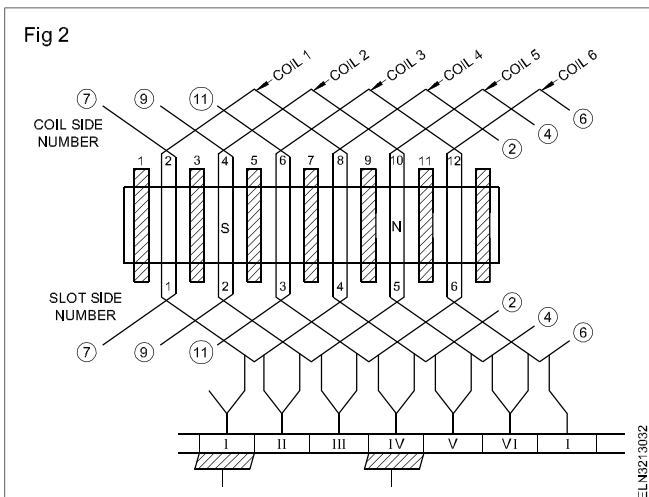 Fig 2
COIL 1
COIL 2
COIL 3
COIL 4
COIL 5
COIL 6
7
9
11
6
4
2
COIL SIDE
NUMBER
1 2 3 4 5 6 7 8 9 10 11 12
S
N
SLOT SIDE
NUMBER
1 2 3 4 5 6
7
9
11
2
4
6
I II III IV V VI I
ELN3213032